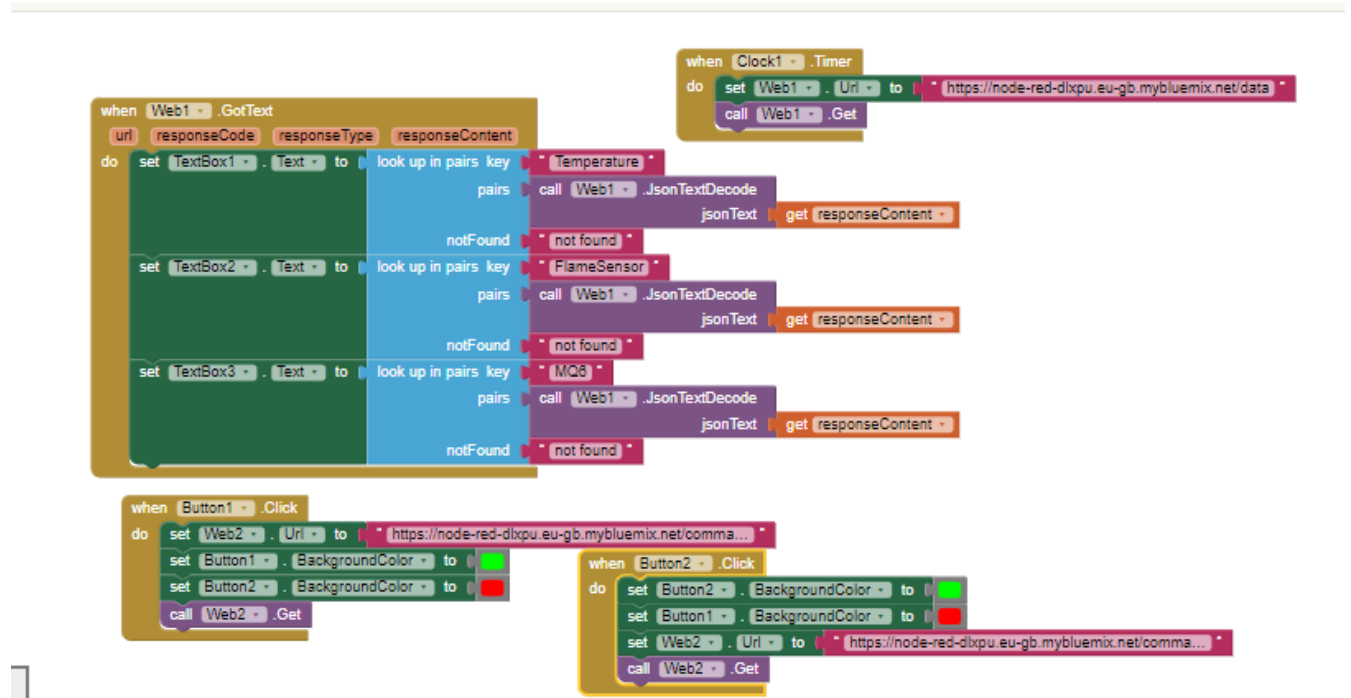 when Clock1 .Timer
do set Web1 . Url to " https://node-red-dlxpu.eu-gb.mybluemix.net/data "
call Web1 .Get
when Web1 .GotText
url responseCode responseType responseContent
do set TextBox1 . Text to look up in pairs key " Temperature "
pairs call Web1 .JsonTextDecode
jsonText get responseContent
notFound " not found "
set TextBox2 . Text to look up in pairs key " FlameSensor "
pairs call Web1 .JsonTextDecode
jsonText get responseContent
notFound " not found "
set TextBox3 . Text to look up in pairs key " MQ6 "
pairs call Web1 .JsonTextDecode
jsonText get responseContent
notFound " not found "
when Button1 .Click
do set Web2 . Url to " https://node-red-dlxpu.eu-gb.mybluemix.net/comma... "
set Button1 . BackgroundColor to
set Button2 . BackgroundColor to
call Web2 .Get
when Button2 .Click
do set Button2 . BackgroundColor to
set Button1 . BackgroundColor to
set Web2 . Url to " https://node-red-dlxpu.eu-gb.mybluemix.net/comma... "
call Web2 .Get